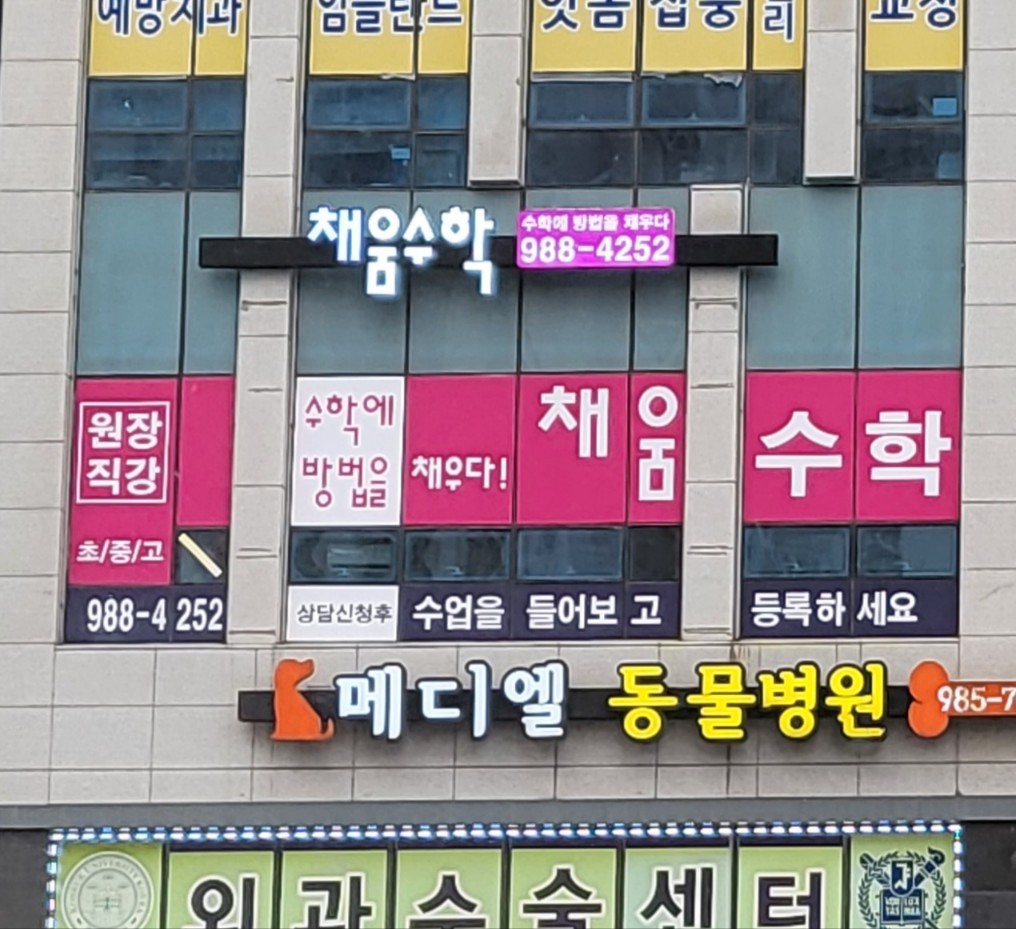 예방치과 임플란트 잇몸 집중 리 교정
채움수학
수학에 방법을 채우다
988-4252
원장
직강
초/중/고
988-4252
수학에
방법을 채우다!
채움 수학
상담신청후 수업을 들어보고 등록하세요
메디엘 동물병원 985-7
외과수술센터